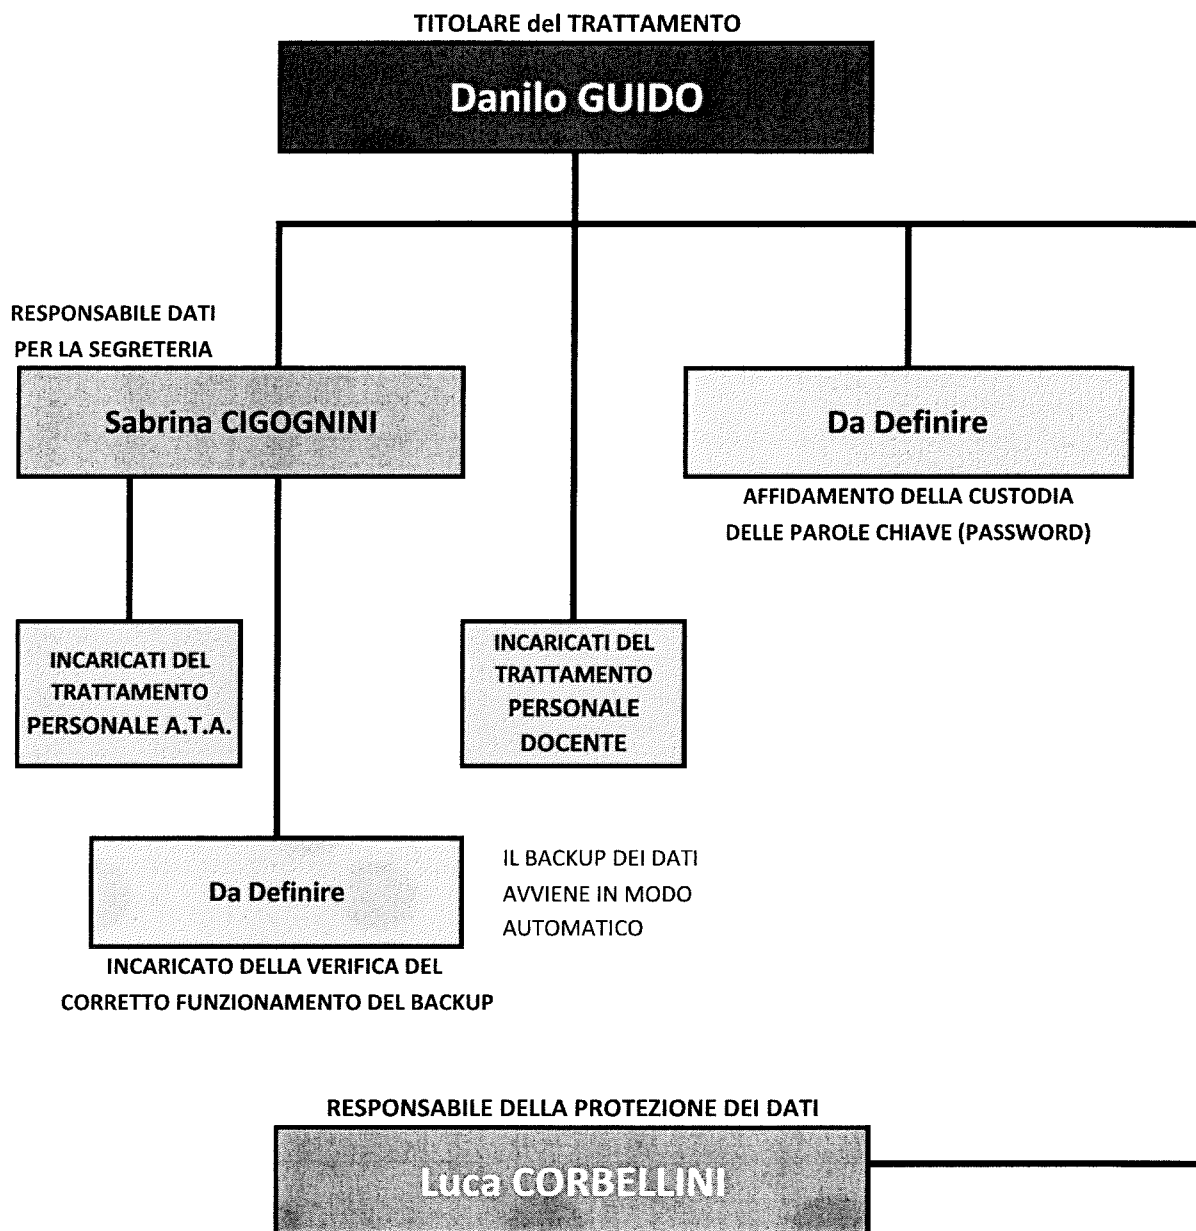 TITOLARE del TRATTAMENTO
Danilo GUIDO
RESPONSABILE DATI
PER LA SEGRETERIA
Sabrina CIGOGNINI
Da Definire
AFFIDAMENTO DELLA CUSTODIA
DELLE PAROLE CHIAVE (PASSWORD)
INCARICATI DEL
TRATTAMENTO
PERSONALE A.T.A.
INCARICATI DEL
TRATTAMENTO
PERSONALE
DOCENTE
Da Definire
IL BACKUP DEI DATI
AVVIENE IN MODO
AUTOMATICO
INCARICATO DELLA VERIFICA DEL
CORRETTO FUNZIONAMENTO DEL BACKUP
RESPONSABILE DELLA PROTEZIONE DEI DATI
Luca CORBELLINI